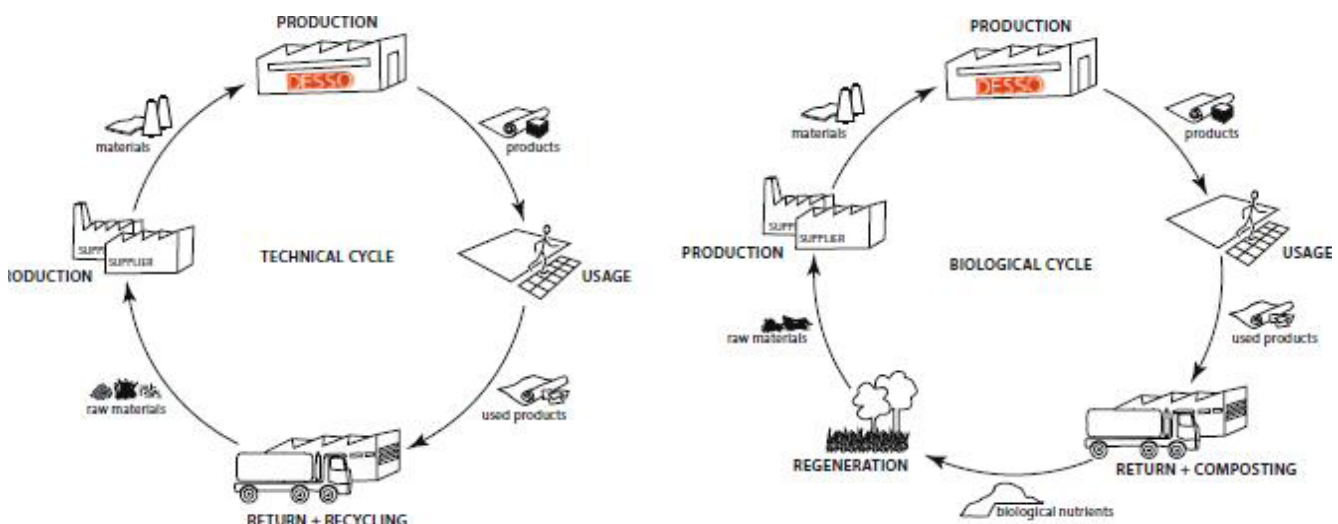 PRODUCTION
DESSO
materials
products
SUPPLIER
SUPPLIER
RODUCTION
TECHNICAL CYCLE
USAGE
raw materials
used products
RETURN + RECYCLING
PRODUCTION
DESSO
materials
products
SUPPLIER
SUPPLIER
PRODUCTION
BIOLOGICAL CYCLE
USAGE
raw materials
used products
REGENERATION
RETURN + COMPOSTING
biological nutrients